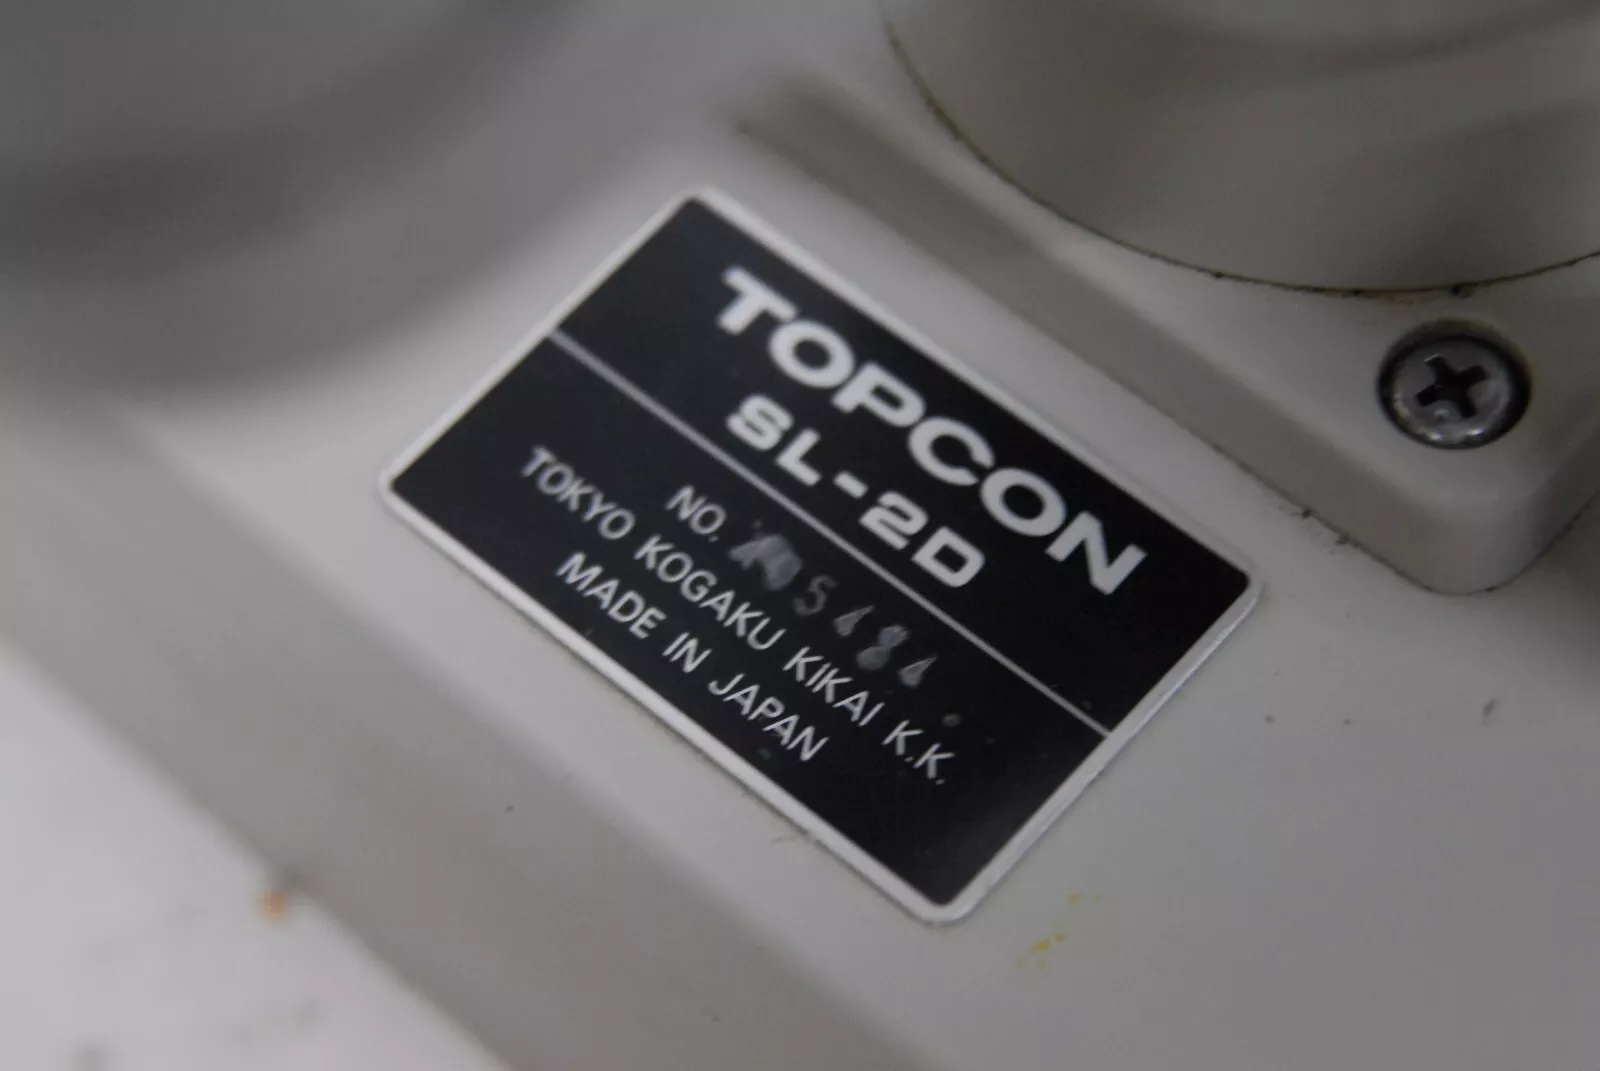 TOPCON
SL-2D
NO.
TOKYO KOGAKU KIKAI K.K.
MADE IN JAPAN